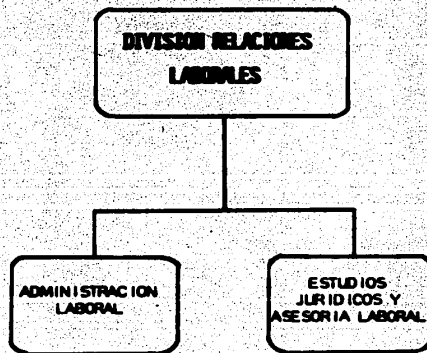 DIVISION RELACIONES
LABORALES
ADMINISTRACION
LABORAL
ESTUDIOS
JURIDICOS Y
ASESORIA LABORAL